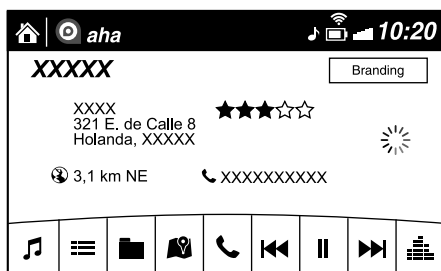 aha
10:20
XXXXX
Branding
XXXX
321 E. de Calle 8
Holanda, XXXXX
3,1 km NE
XXXXXXXXXX